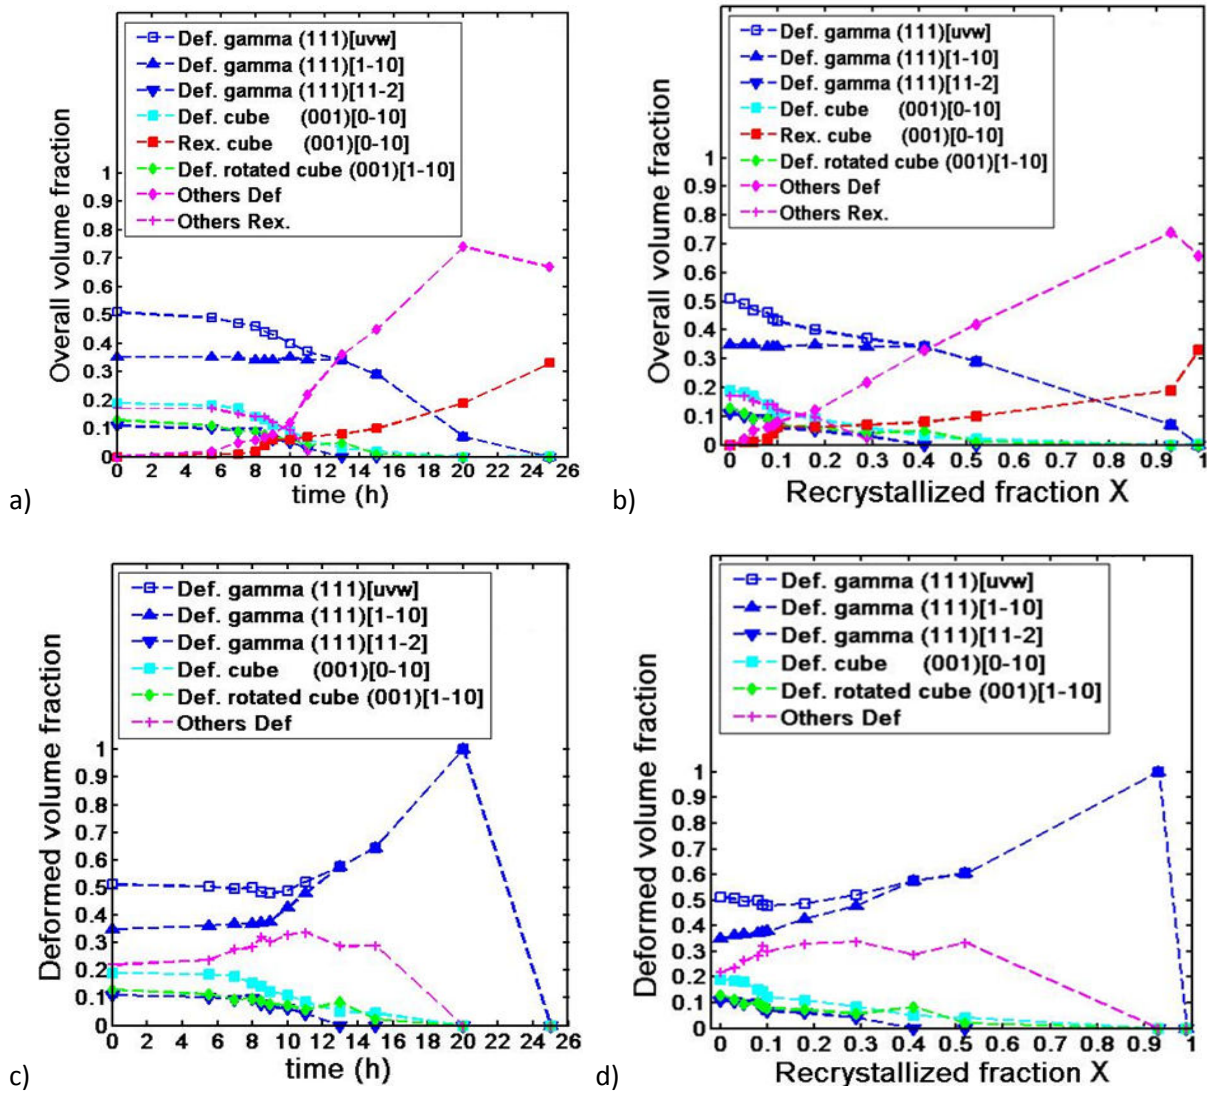 Def. gamma (111)[uvw]
Def. gamma (111)[1-10]
Def. gamma (111)[11-2]
Def. cube (001)[0-10]
Rex. cube (001)[0-10]
Def. rotated cube (001)[1-10]
Others Def
Others Rex.
Overall volume fraction
1
0.9
0.8
0.7
0.6
0.5
0.4
0.3
0.2
0.1
0
0 2 4 6 8 10 12 14 16 18 20 22 24 26
time (h)
a)
Def. gamma (111)[uvw]
Def. gamma (111)[1-10]
Def. gamma (111)[11-2]
Def. cube (001)[0-10]
Rex. cube (001)[0-10]
Def. rotated cube (001)[1-10]
Others Def
Others Rex.
Overall volume fraction
1
0.9
0.8
0.7
0.6
0.5
0.4
0.3
0.2
0.1
0
0 0.1 0.2 0.3 0.4 0.5 0.6 0.7 0.8 0.9 1
Recrystallized fraction X
b)
Def. gamma (111)[uvw]
Def. gamma (111)[1-10]
Def. gamma (111)[11-2]
Def. cube (001)[0-10]
Def. rotated cube (001)[1-10]
Others Def
Deformed volume fraction
1
0.9
0.8
0.7
0.6
0.5
0.4
0.3
0.2
0.1
0
0 2 4 6 8 10 12 14 16 18 20 22 24 26
time (h)
c)
Def. gamma (111)[uvw]
Def. gamma (111)[1-10]
Def. gamma (111)[11-2]
Def. cube (001)[0-10]
Def. rotated cube (001)[1-10]
Others Def
Deformed volume fraction
1
0.9
0.8
0.7
0.6
0.5
0.4
0.3
0.2
0.1
0
0 0.1 0.2 0.3 0.4 0.5 0.6 0.7 0.8 0.9 1
Recrystallized fraction X
d)